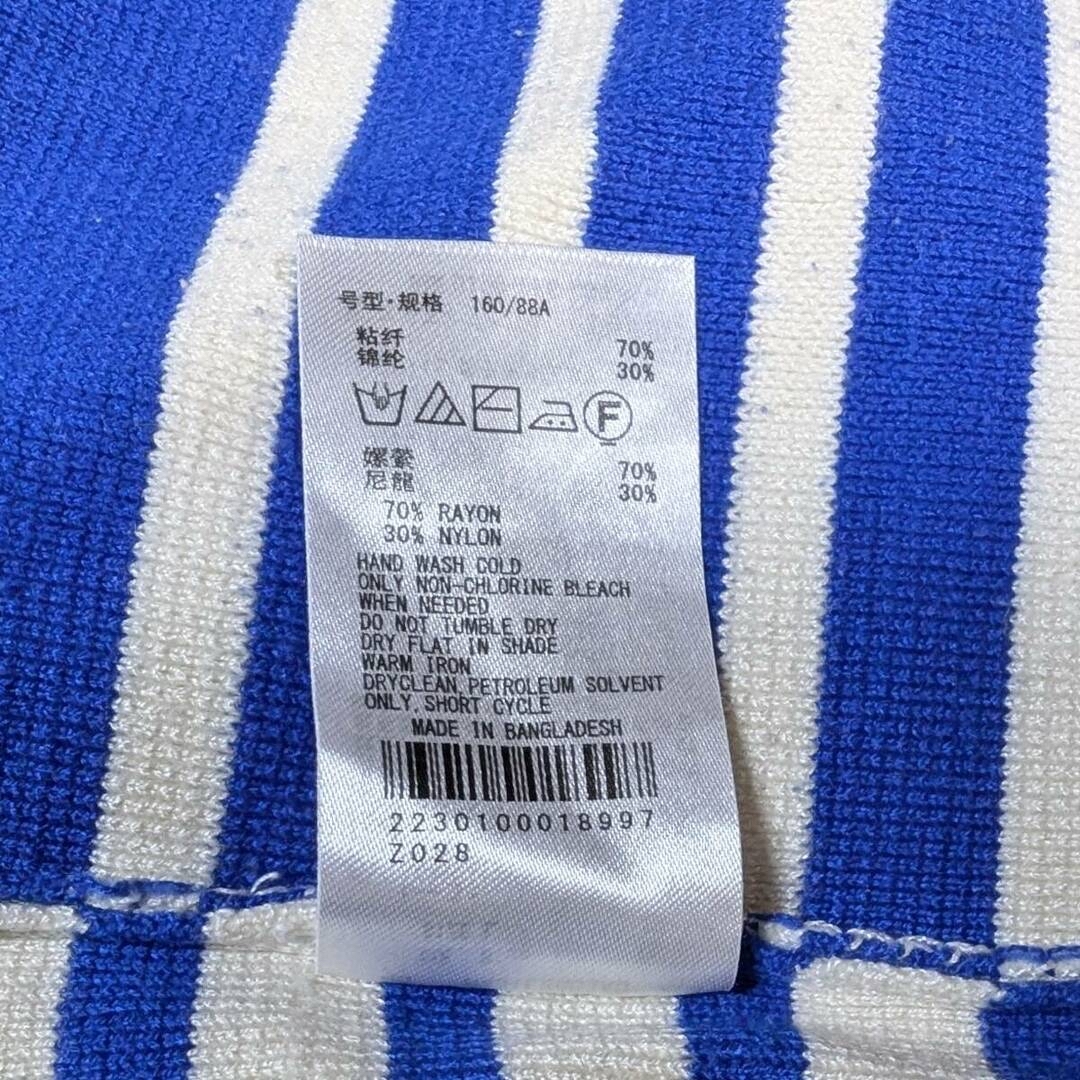 号型·规格 160/88A
粘纤 70%
锦纶 30%
F
嫘縈 70%
尼龍 30%
70% RAYON
30% NYLON
HAND WASH COLD
ONLY NON-CHLORINE BLEACH
WHEN NEEDED
DO NOT TUMBLE DRY
DRY FLAT IN SHADE
WARM IRON
DRYCLEAN,PETROLEUM SOLVENT
ONLY,SHORT CYCLE
MADE IN BANGLADESH
2230100018997
Z028